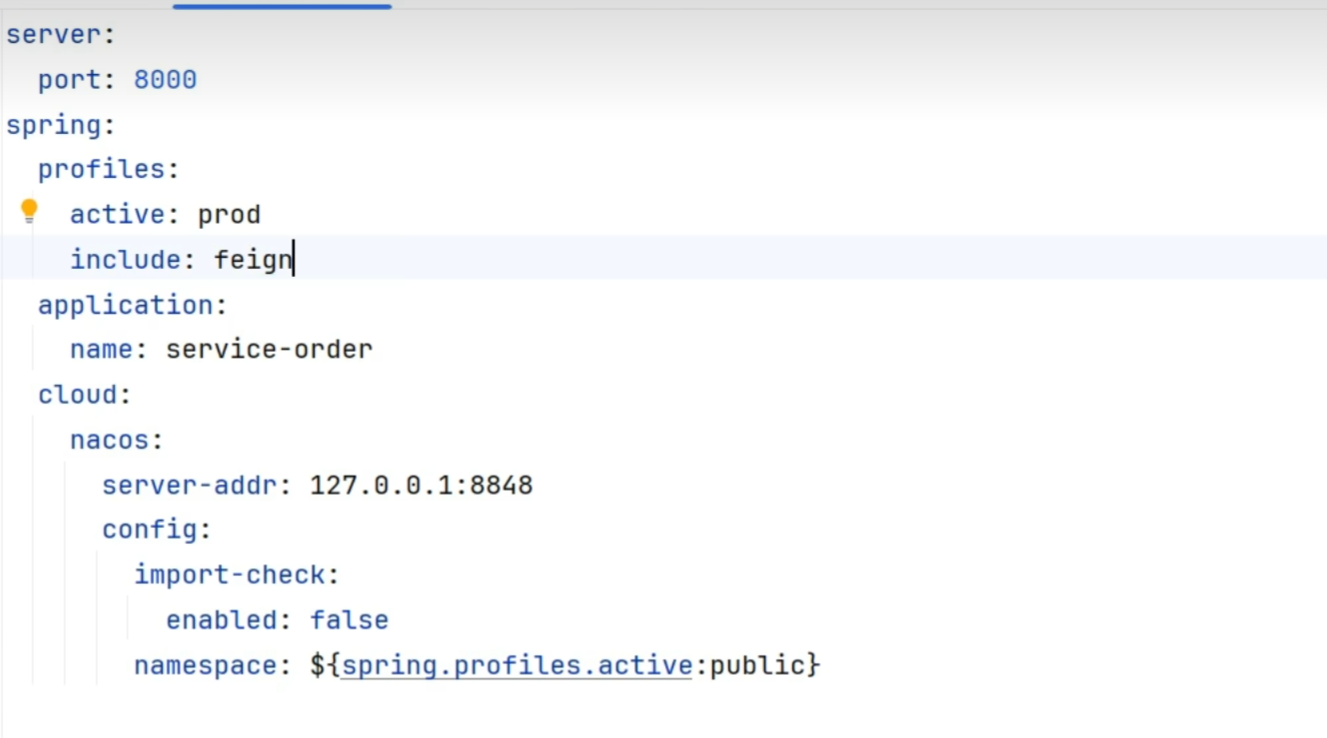 server:
  port: 8000
spring:
  profiles:
    active: prod
    include: feign
  application:
    name: service-order
  cloud:
    nacos:
      server-addr: 127.0.0.1:8848
      config:
        import-check:
          enabled: false
        namespace: ${spring.profiles.active:public}